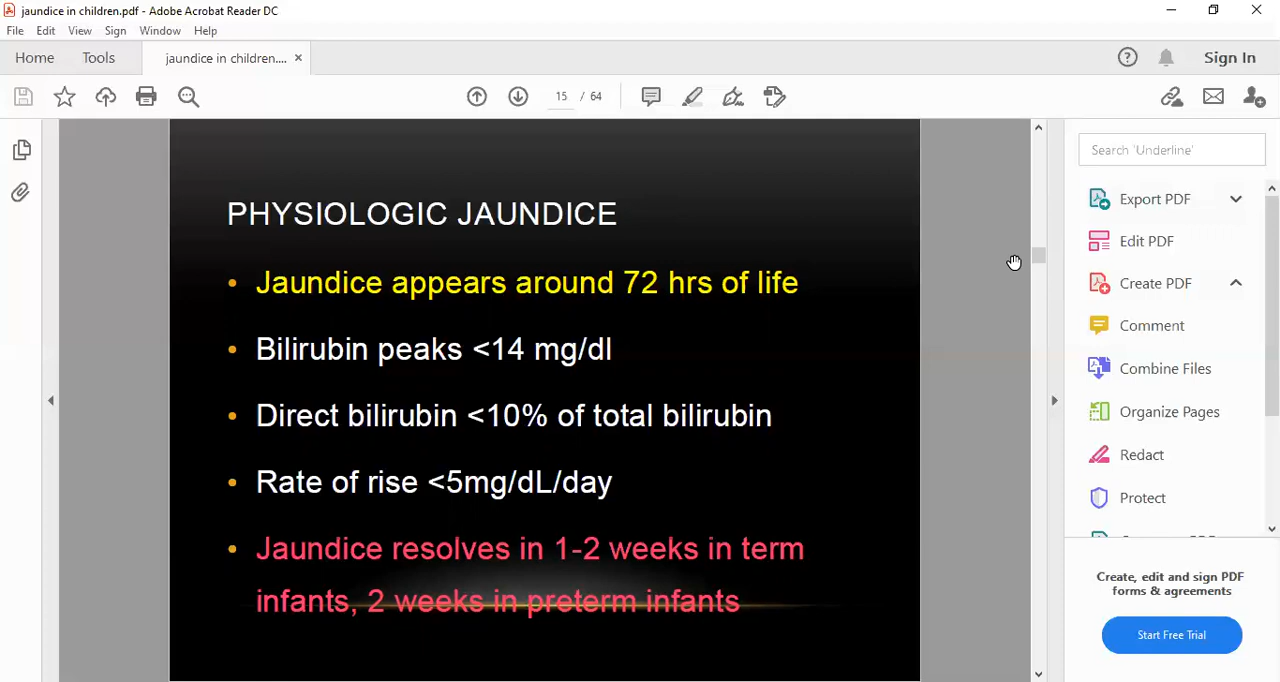 jaundice in children.pdf - Adobe Acrobat Reader DC
File Edit View Sign Window Help
Home Tools jaundice in children.... × Sign In
15 / 64
Search 'Underline'
PHYSIOLOGIC JAUNDICE
• Jaundice appears around 72 hrs of life
• Bilirubin peaks <14 mg/dl
• Direct bilirubin <10% of total bilirubin
• Rate of rise <5mg/dL/day
• Jaundice resolves in 1-2 weeks in term
infants, 2 weeks in preterm infants
Export PDF
Edit PDF
Create PDF
Comment
Combine Files
Organize Pages
Redact
Protect
Create, edit and sign PDF
forms & agreements
Start Free Trial